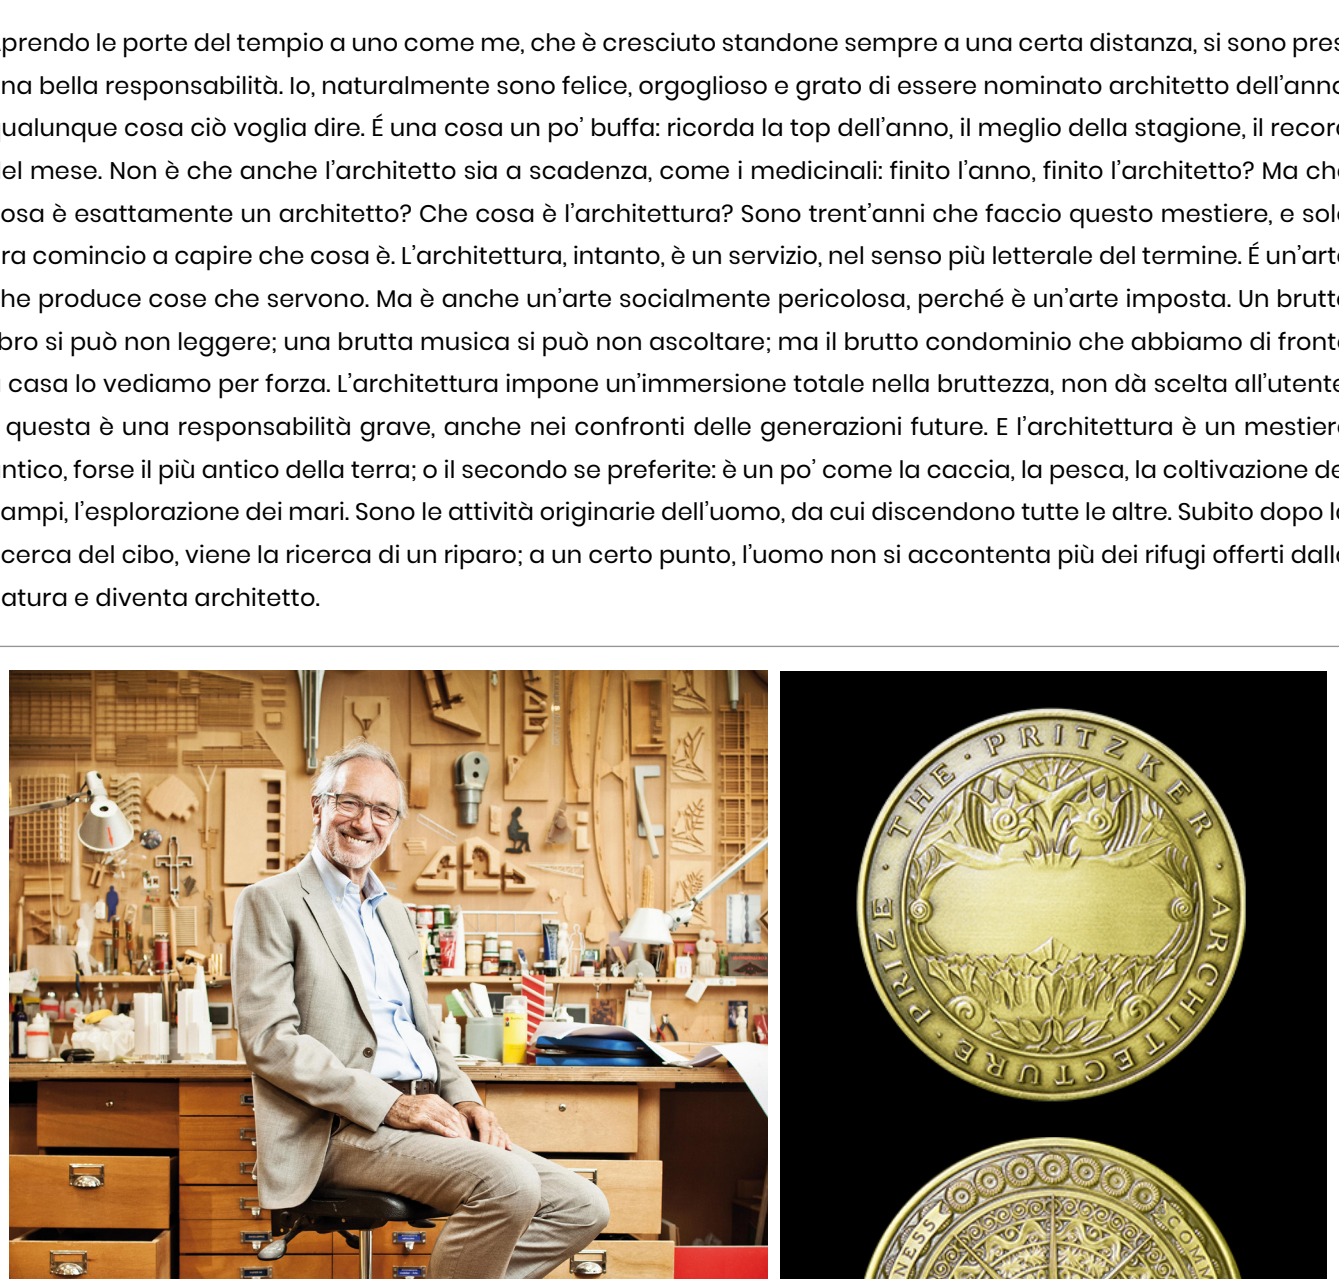 prendo le porte del tempio a uno come me, che è cresciuto standone sempre a una certa distanza, si sono pres
na bella responsabilità. Io, naturalmente sono felice, orgoglioso e grato di essere nominato architetto dell’anno
ualunque cosa ciò voglia dire. É una cosa un po’ buffa: ricorda la top dell’anno, il meglio della stagione, il recor
el mese. Non è che anche l’architetto sia a scadenza, come i medicinali: finito l’anno, finito l’architetto? Ma ch
osa è esattamente un architetto? Che cosa è l’architettura? Sono trent’anni che faccio questo mestiere, e sol
ra comincio a capire che cosa è. L’architettura, intanto, è un servizio, nel senso più letterale del termine. É un’art
he produce cose che servono. Ma è anche un’arte socialmente pericolosa, perché è un’arte imposta. Un brutt
bro si può non leggere; una brutta musica si può non ascoltare; ma il brutto condominio che abbiamo di front
casa lo vediamo per forza. L’architettura impone un’immersione totale nella bruttezza, non dà scelta all’utente
questa è una responsabilità grave, anche nei confronti delle generazioni future. E l’architettura è un mestier
ntico, forse il più antico della terra; o il secondo se preferite: è un po’ come la caccia, la pesca, la coltivazione de
ampi, l’esplorazione dei mari. Sono le attività originarie dell’uomo, da cui discendono tutte le altre. Subito dopo l
cerca del cibo, viene la ricerca di un riparo; a un certo punto, l’uomo non si accontenta più dei rifugi offerti dall
atura e diventa architetto.
THE · PRITZKER · ARCHITECTURE · PRIZE
NESS
COMM